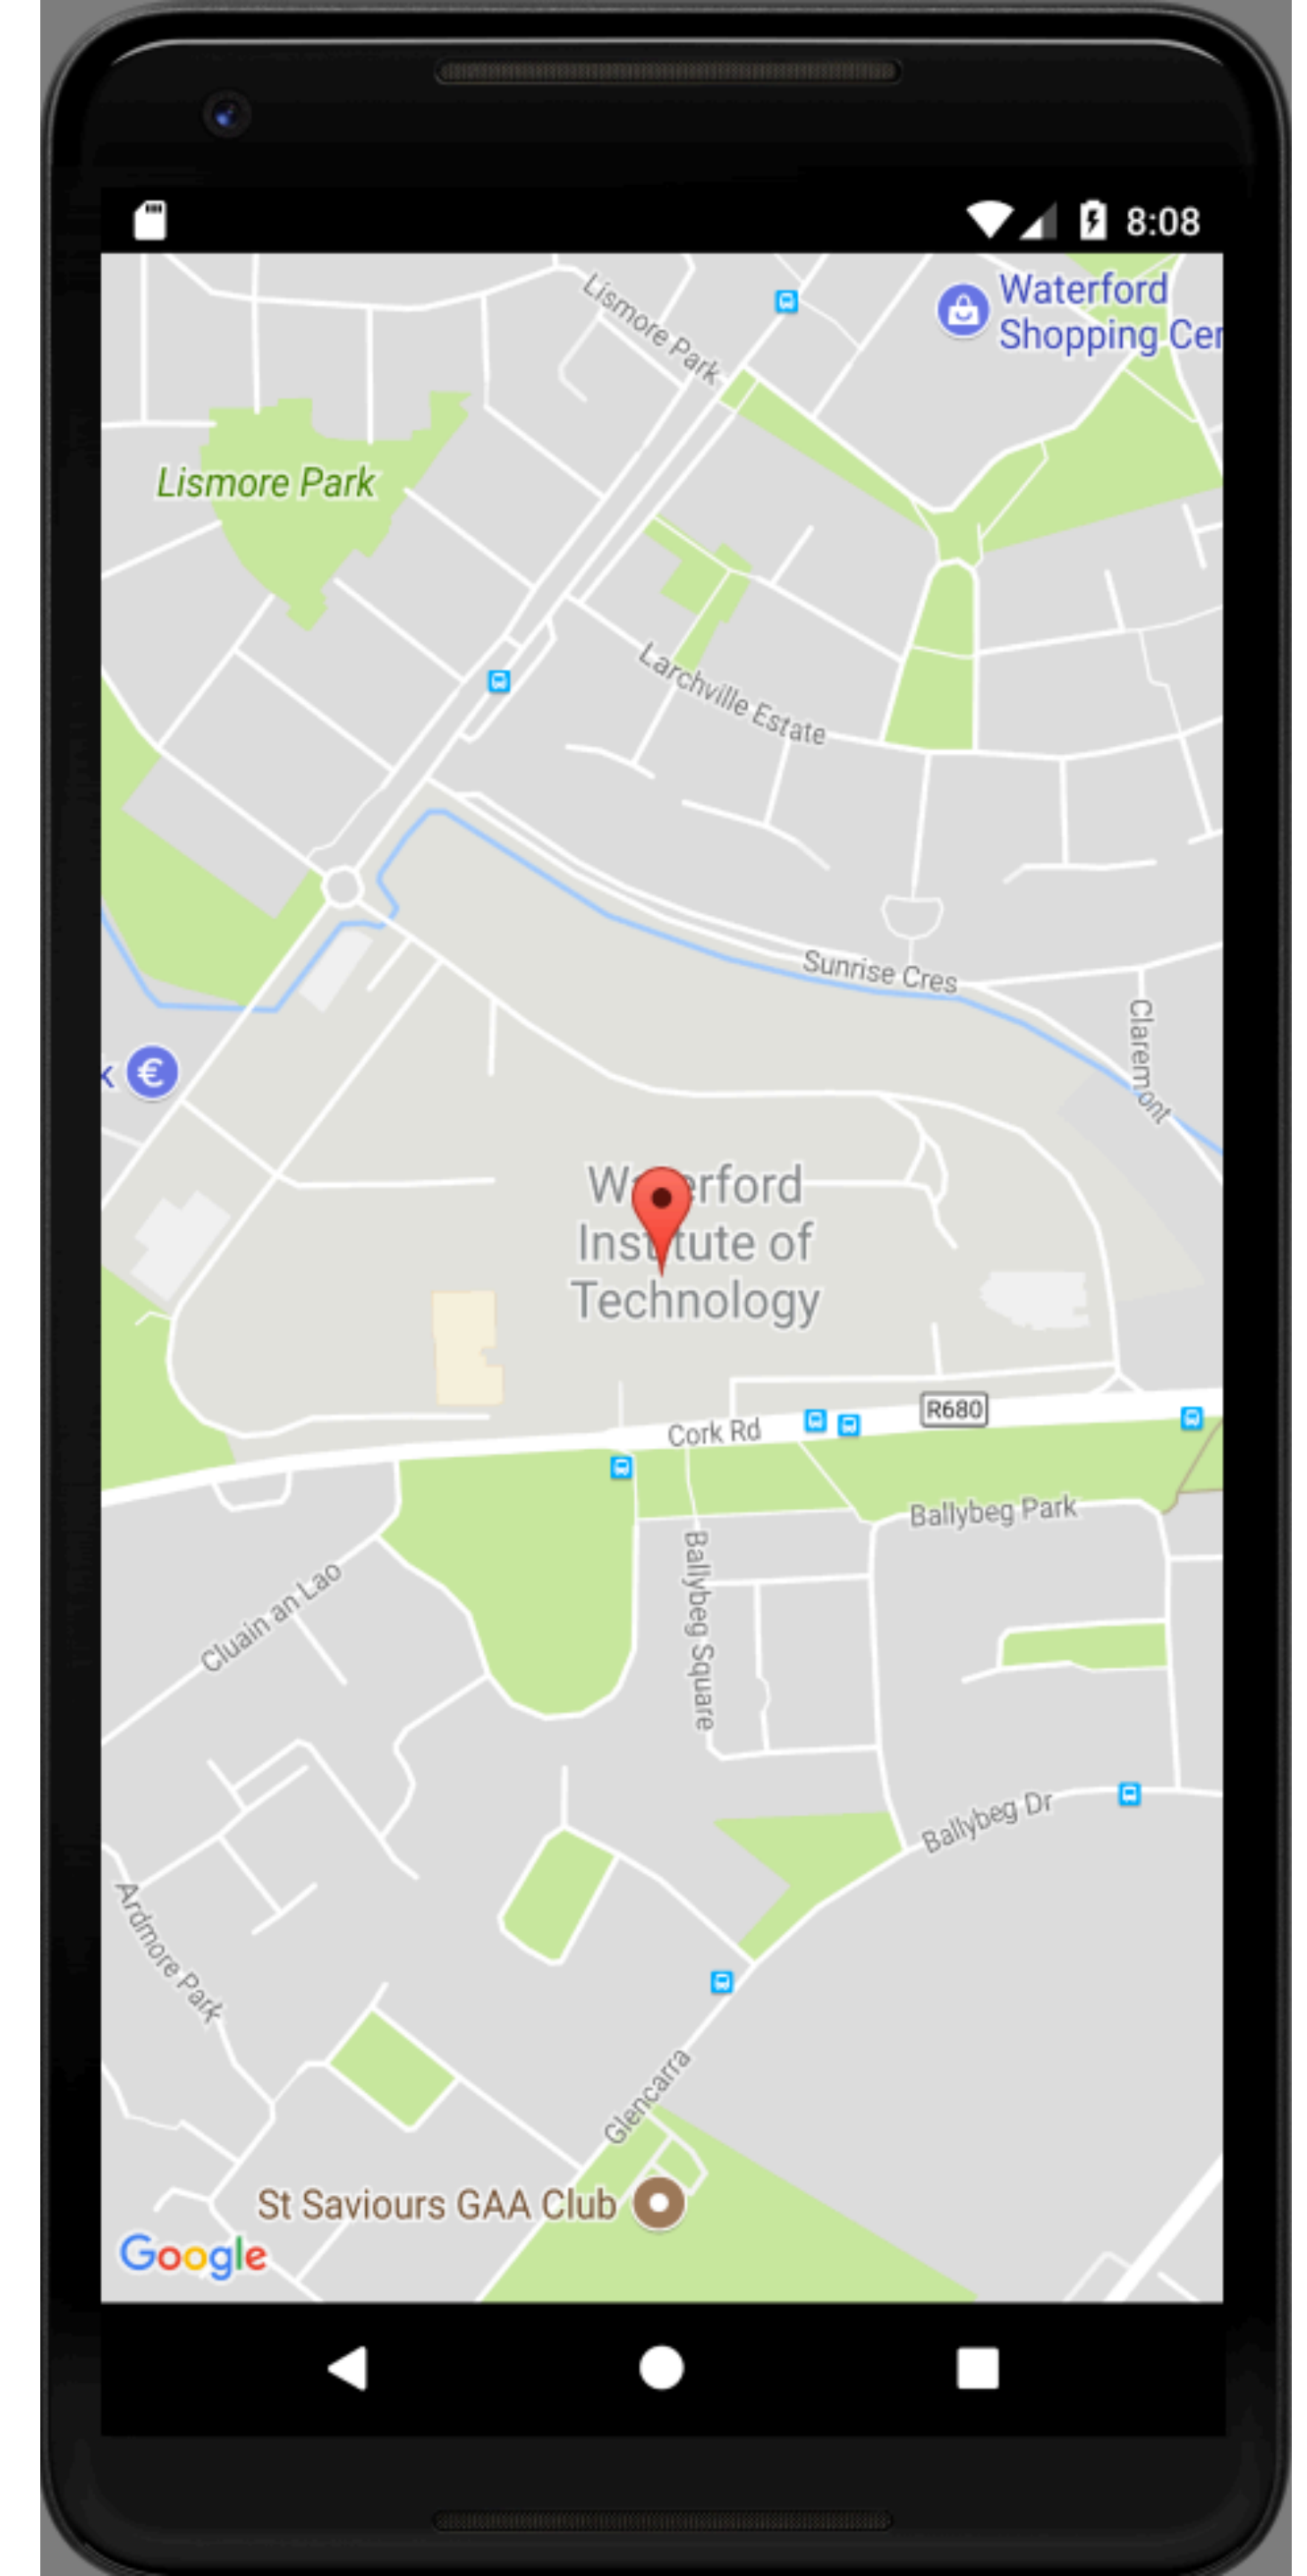 8:08
Waterford
Shopping Cer
Lismore Park
Lismore Park
Larchville Estate
Sunrise Cres
Claremont
€
Waterford
Institute of
Technology
R680
Cork Rd
Ballybeg Park
Ballybeg Square
Cluain an Lao
Ballybeg Dr
Ardmore Park
Glencarra
St Saviours GAA Club
Google